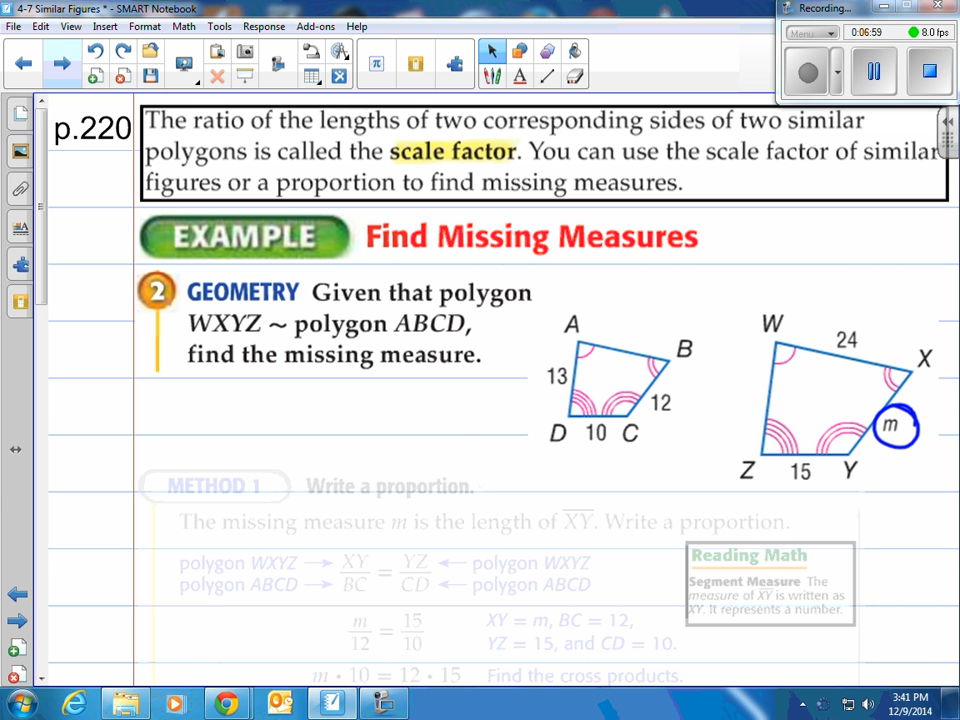 4-7 Similar Figures * - SMART Notebook
Recording...
File Edit View Insert Format Math Tools Response Add-ons Help
Menu 0:06:59 8.0 fps
p.220
The ratio of the lengths of two corresponding sides of two similar
polygons is called the scale factor. You can use the scale factor of similar
figures or a proportion to find missing measures.
EXAMPLE Find Missing Measures
2 GEOMETRY Given that polygon
WXYZ ~ polygon ABCD,
find the missing measure.
A
B
13
12
D 10 C
W
24
X
m
Z 15 Y
METHOD 1 Write a proportion.
The missing measure m is the length of X̅Y̅. Write a proportion.
polygon WXYZ → XY = YZ ← polygon WXYZ
polygon ABCD → BC CD ← polygon ABCD
m = 15 XY = m, BC = 12,
12 10 YZ = 15, and CD = 10.
m · 10 = 12 · 15 Find the cross products.
Reading Math
Segment Measure The
measure of X̅Y̅ is written as
XY. It represents a number.
3:41 PM
12/9/2014